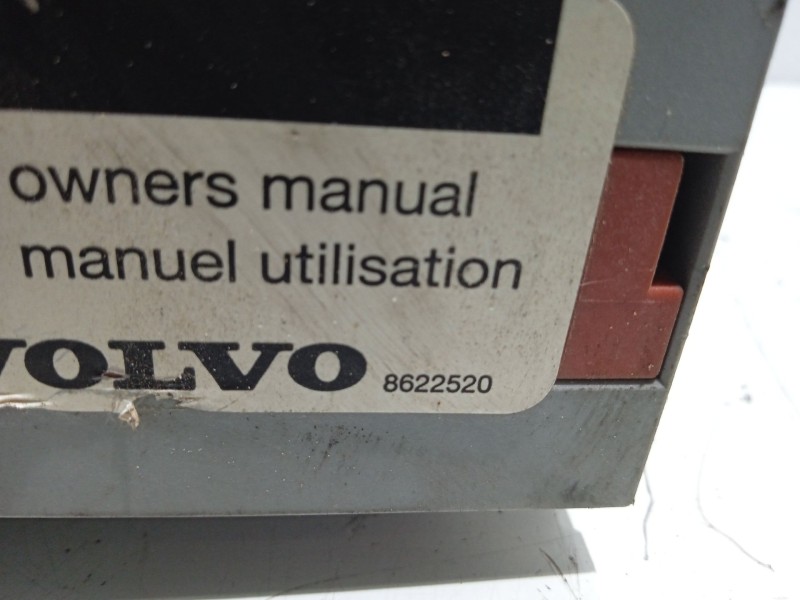 owners manual
manuel utilisation
VOLVO 8622520